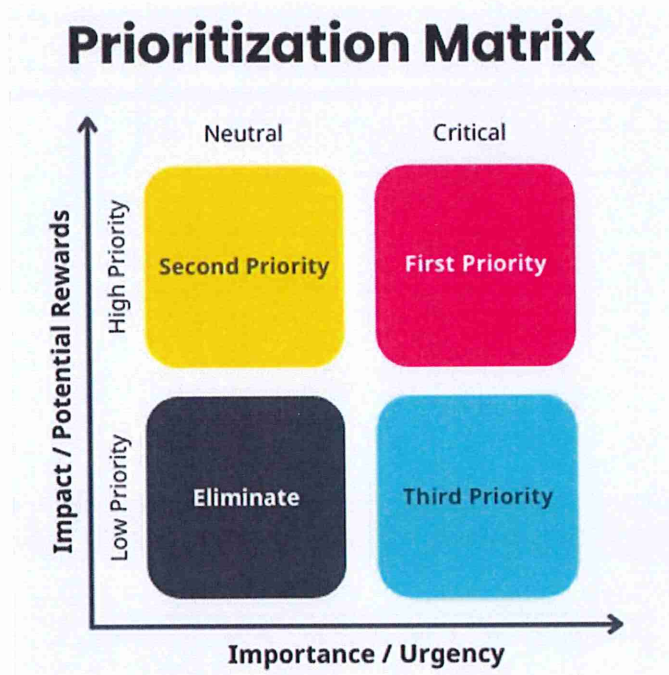 Prioritization Matrix
Neutral
Critical
Impact / Potential Rewards
High Priority
Second Priority
First Priority
Low Priority
Eliminate
Third Priority
Importance / Urgency